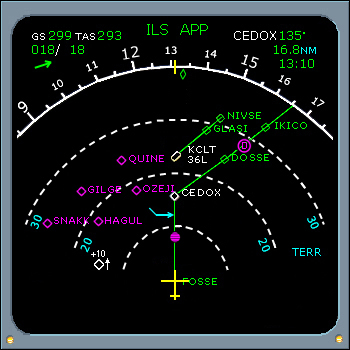 ILS APP
GS 299 TAS 293
CEDOX 135°
018/ 18
16.8NM
13:10
9
10
11
12
13
14
15
16
17
NIVSE
GLASI
IKICO
KCLT
36L
DOSSE
QUINE
GILGE
OZEJI
CEDOX
SNAKK
HAGUL
30
30
20
20
TERR
+10
FOSSE